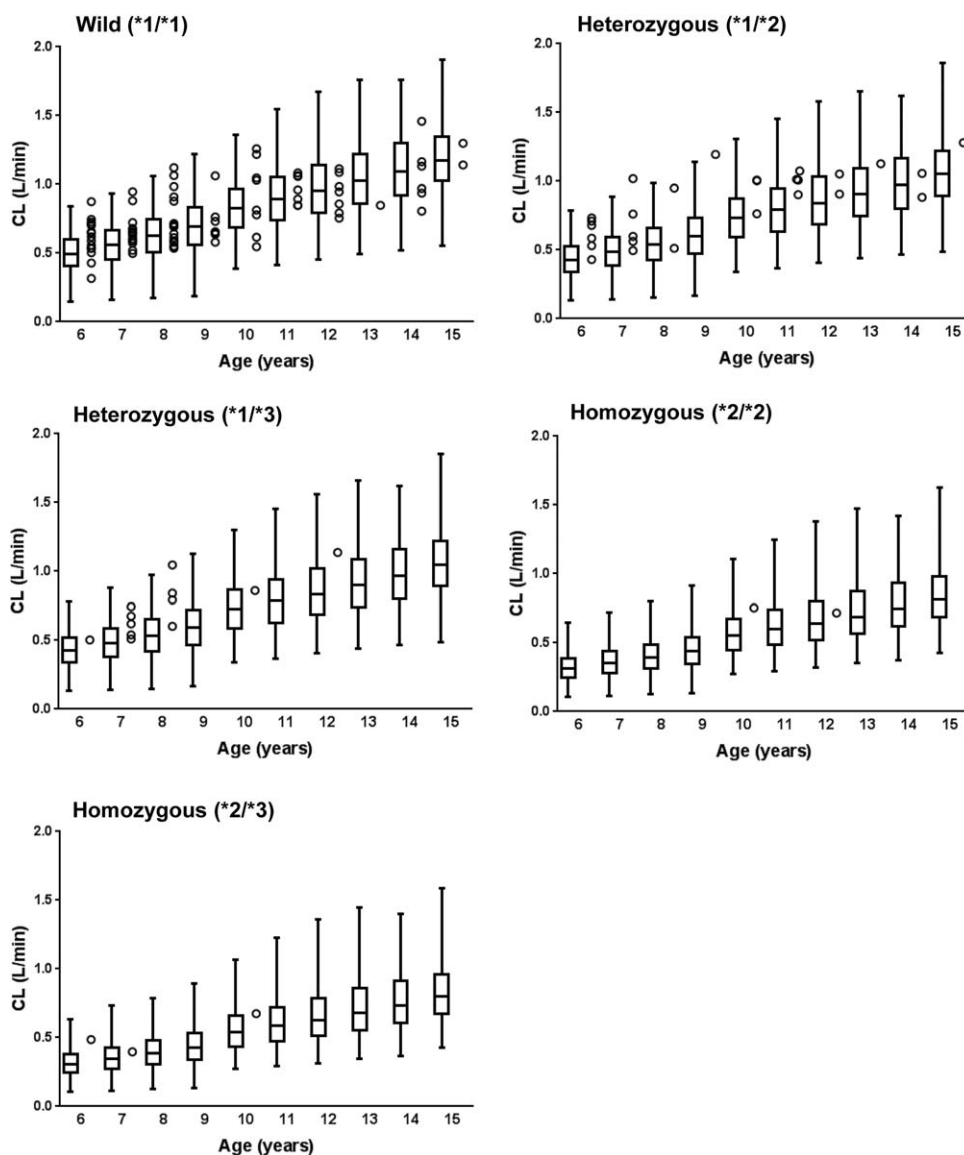 Wild (*1/*1)
CL (L/min)
2.0
1.5
1.0
0.5
0.0
6 7 8 9 10 11 12 13 14 15
Age (years)
Heterozygous (*1/*2)
CL (L/min)
2.0
1.5
1.0
0.5
0.0
6 7 8 9 10 11 12 13 14 15
Age (years)
Heterozygous (*1/*3)
CL (L/min)
2.0
1.5
1.0
0.5
0.0
6 7 8 9 10 11 12 13 14 15
Age (years)
Homozygous (*2/*2)
CL (L/min)
2.0
1.5
1.0
0.5
0.0
6 7 8 9 10 11 12 13 14 15
Age (years)
Homozygous (*2/*3)
CL (L/min)
2.0
1.5
1.0
0.5
0.0
6 7 8 9 10 11 12 13 14 15
Age (years)